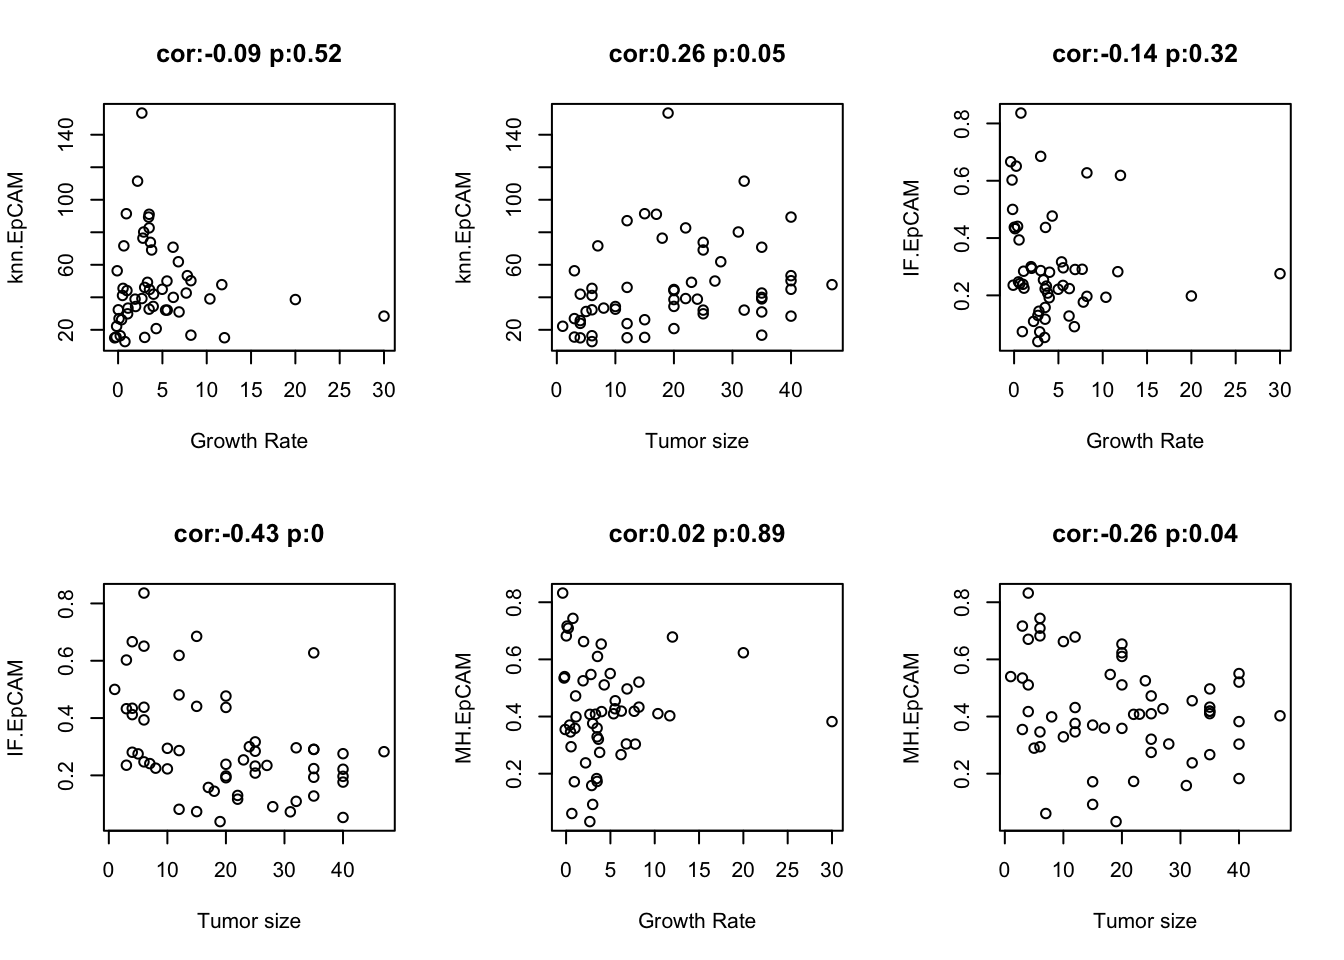 cor:-0.09 p:0.52
knn.EpCAM
140
100
60
20
0 5 10 15 20 25 30
Growth Rate
cor:0.26 p:0.05
knn.EpCAM
140
100
60
20
0 10 20 30 40
Tumor size
cor:-0.14 p:0.32
IF.EpCAM
0.8
0.6
0.4
0.2
0 5 10 15 20 25 30
Growth Rate
cor:-0.43 p:0
IF.EpCAM
0.8
0.6
0.4
0.2
0 10 20 30 40
Tumor size
cor:0.02 p:0.89
MH.EpCAM
0.8
0.6
0.4
0.2
0 5 10 15 20 25 30
Growth Rate
cor:-0.26 p:0.04
MH.EpCAM
0.8
0.6
0.4
0.2
0 10 20 30 40
Tumor size